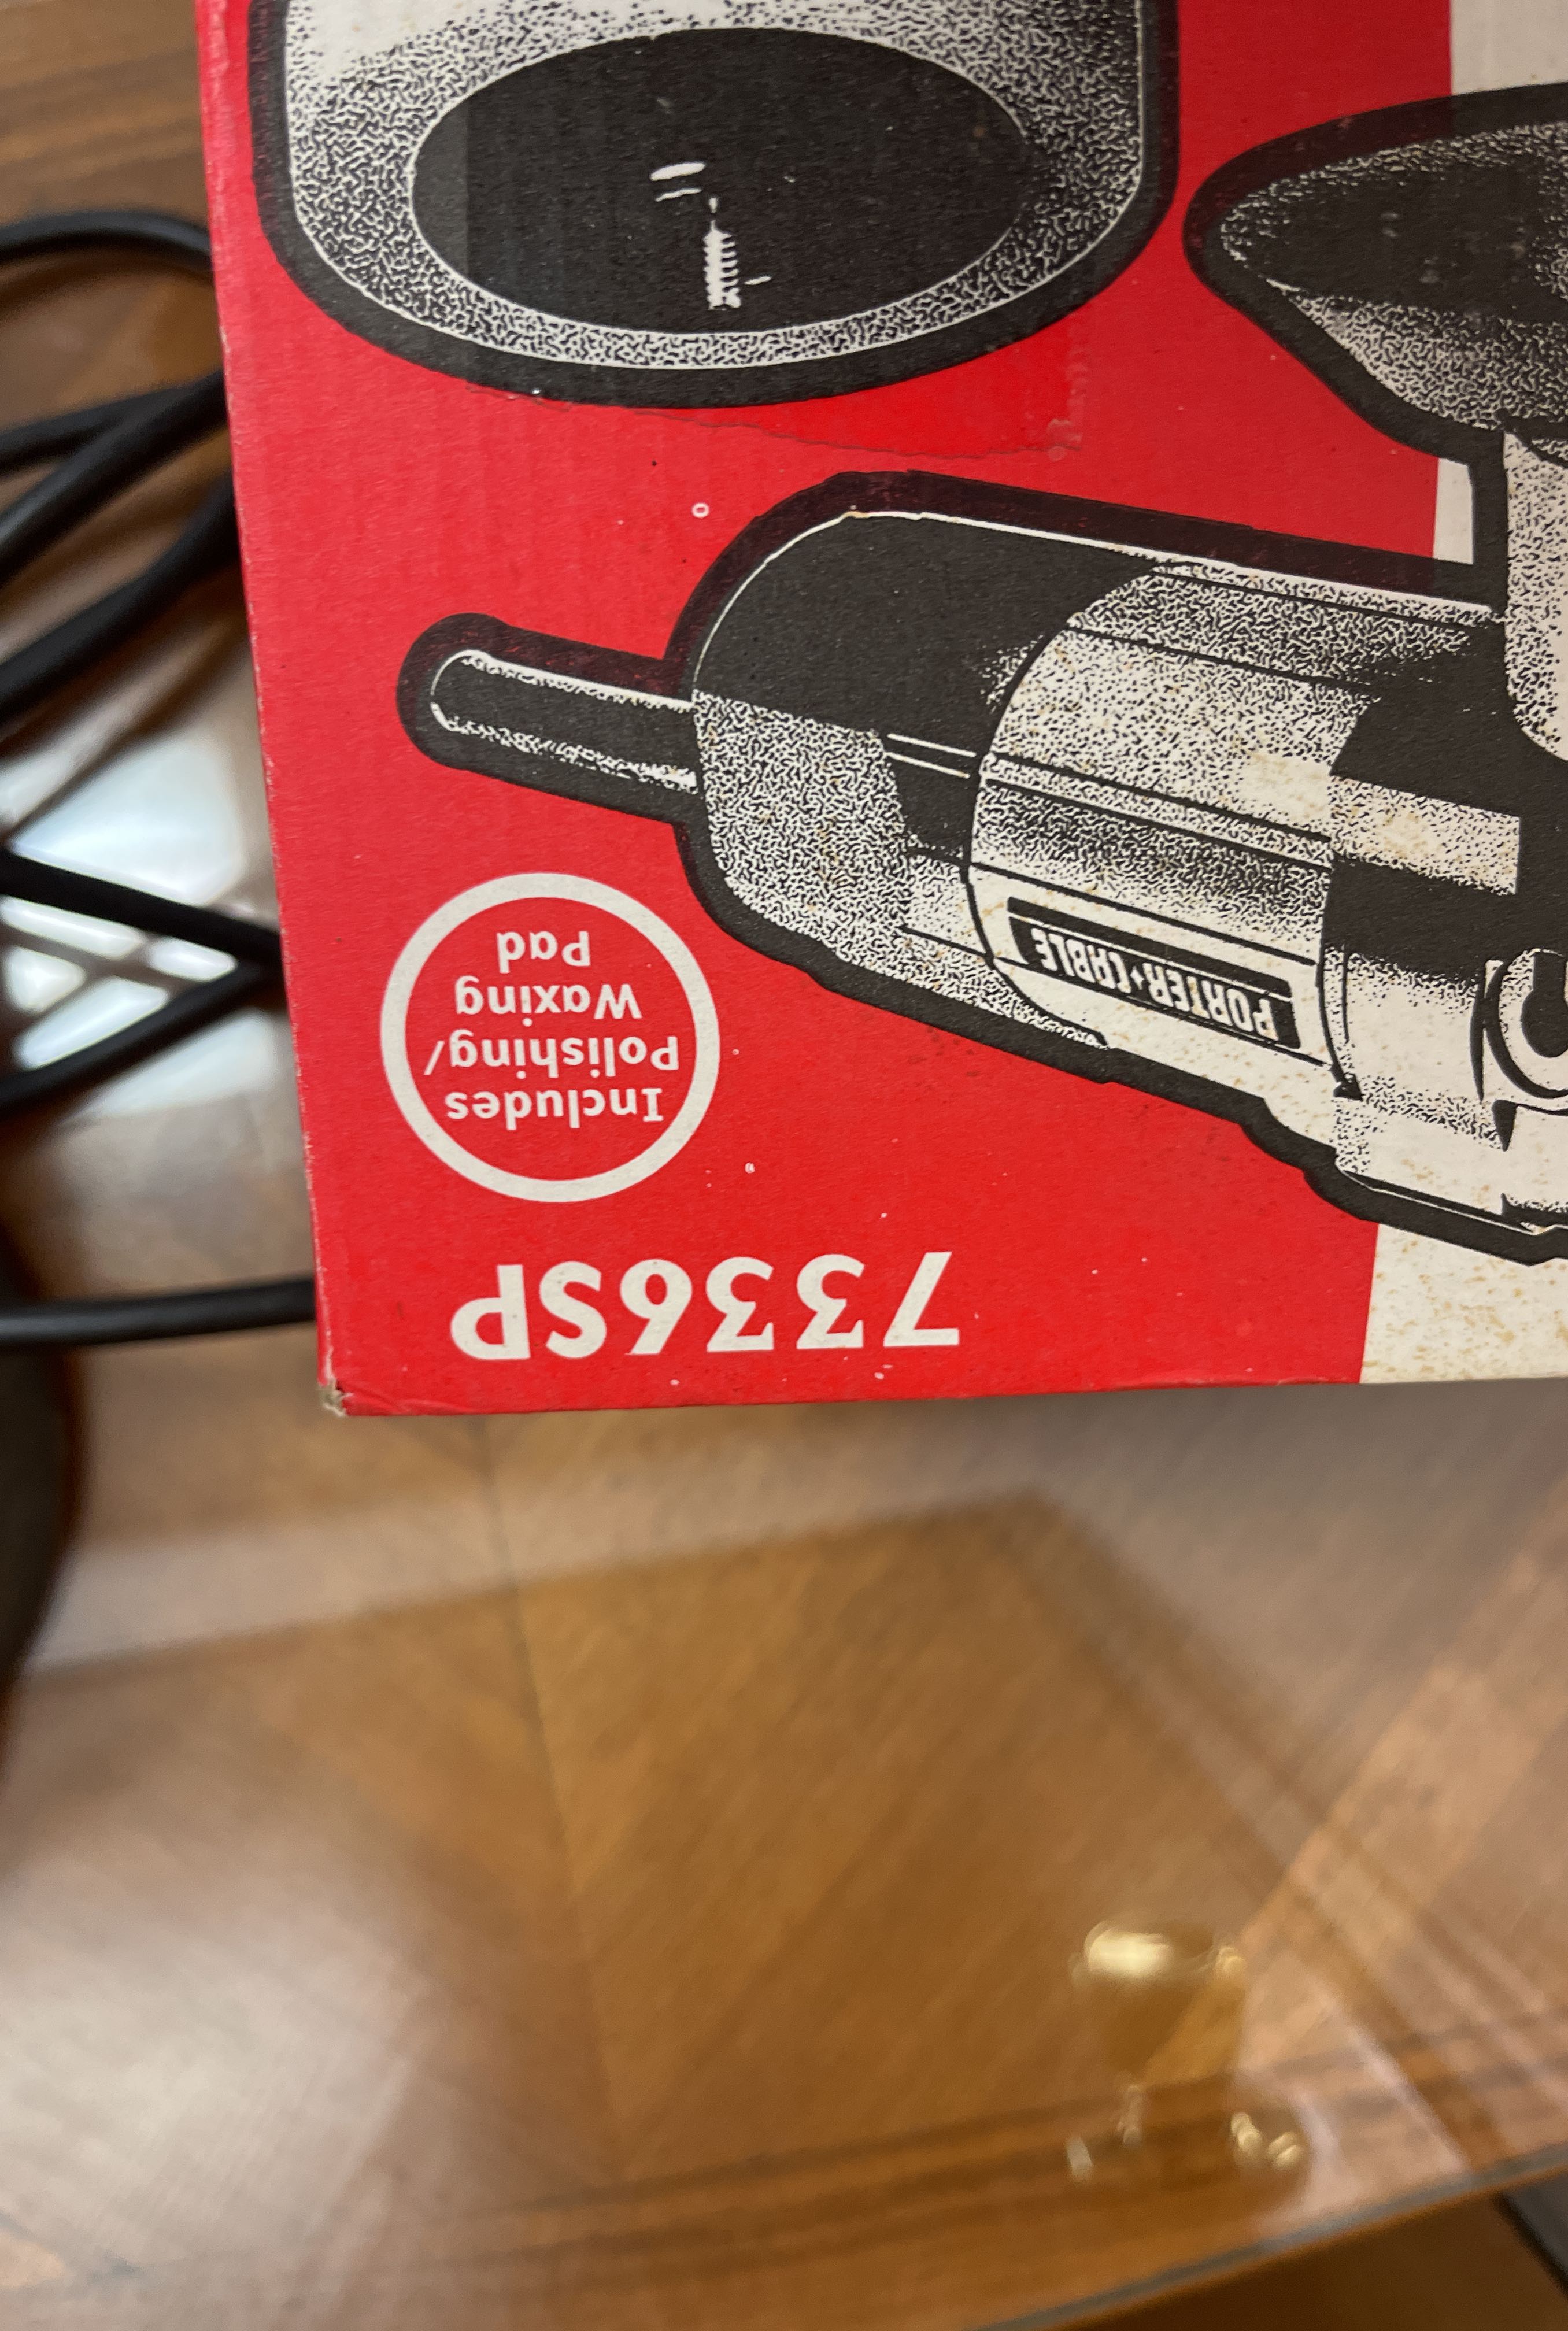 7336SP
Includes
Polishing/
Waxing
Pad
PORTER+CABLE